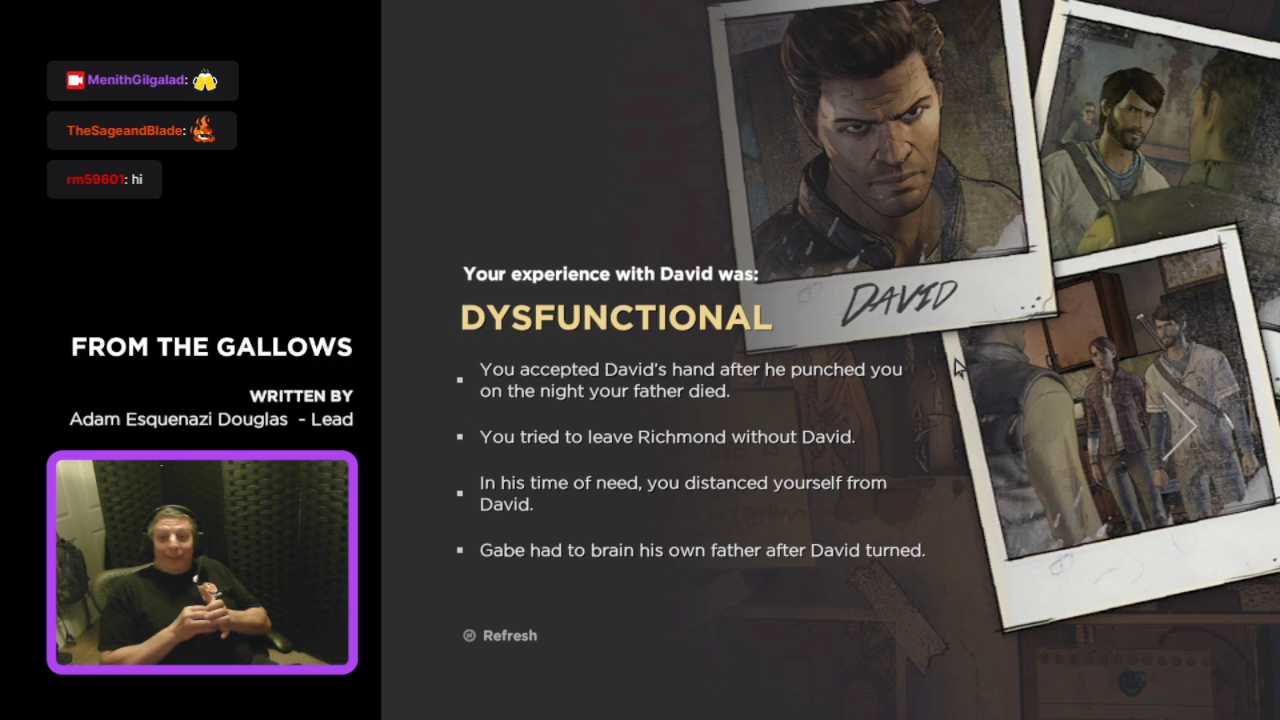 MenithGilgalad:
TheSageandBlade:
rm59601: hi
FROM THE GALLOWS
WRITTEN BY
Adam Esquenazi Douglas - Lead
DAVID
Your experience with David was:
DYSFUNCTIONAL
You accepted David's hand after he punched you
on the night your father died.
You tried to leave Richmond without David.
In his time of need, you distanced yourself from
David.
Gabe had to brain his own father after David turned.
Refresh